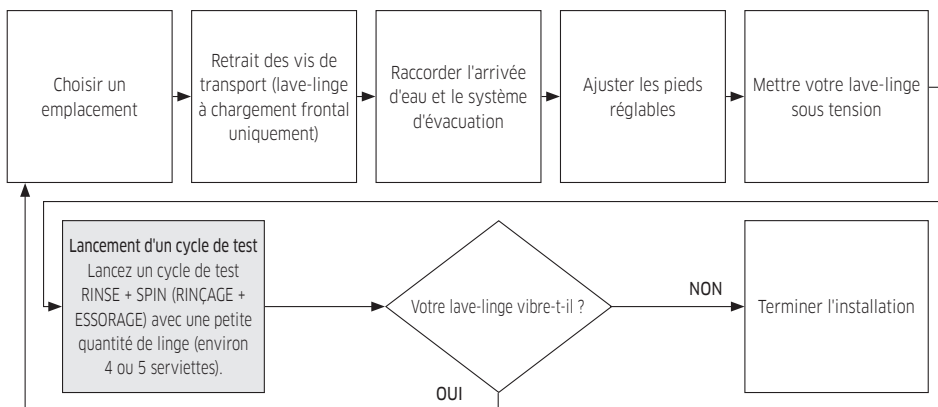 Choisir un
emplacement
Retrait des vis de
transport (lave-linge
à chargement frontal
uniquement)
Raccorder l'arrivée
d'eau et le système
d'évacuation
Ajuster les pieds
réglables
Mettre votre lave-linge
sous tension
Lancement d'un cycle de test
Lancez un cycle de test
RINSE + SPIN (RINÇAGE +
ESSORAGE) avec une petite
quantité de linge (environ
4 ou 5 serviettes).
Votre lave-linge vibre-t-il ?
NON
Terminer l'installation
OUI